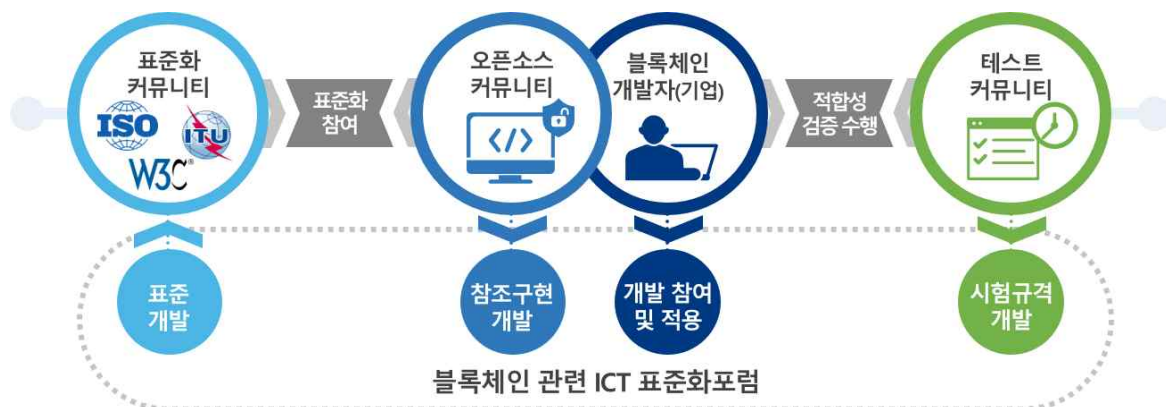 표준화
커뮤니티
ISO
ITU
W3C®
표준화
참여
오픈소스
커뮤니티
</>
블록체인
개발자(기업)
적합성
검증 수행
테스트
커뮤니티
표준
개발
참조구현
개발
개발 참여
및 적용
시험규격
개발
블록체인 관련 ICT 표준화포럼